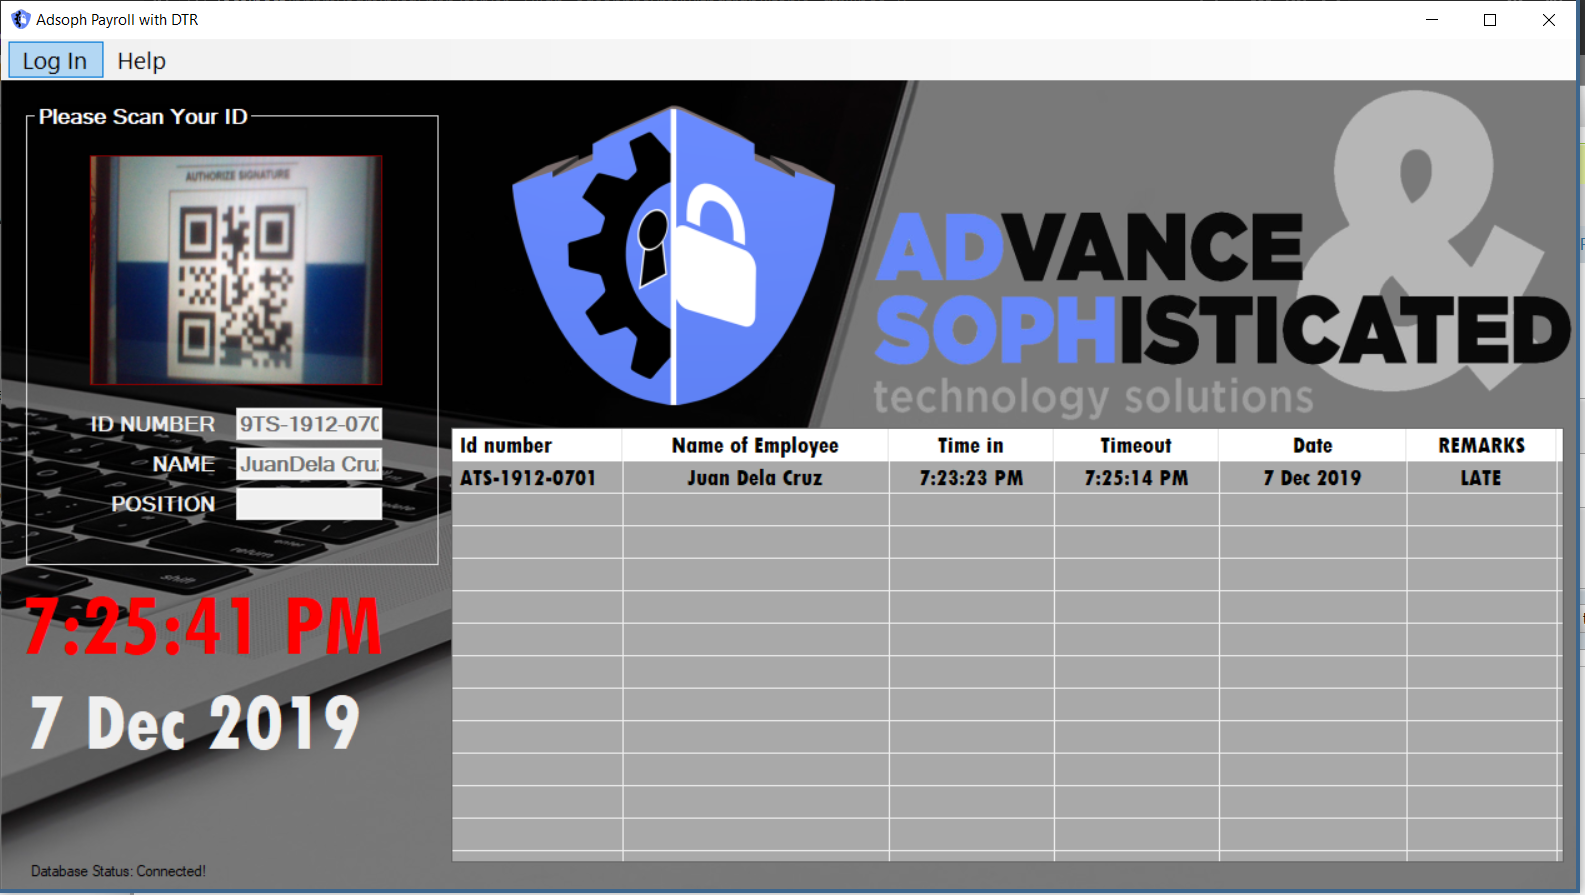 Adsoph Payroll with DTR
Log In Help
Please Scan Your ID
AUTHORIZE SIGNATURE
ID NUMBER 9TS-1912-070
NAME JuanDela Cruz
POSITION
7:25:41 PM
7 Dec 2019
Database Status: Connected!
&
ADVANCE
SOPHISTICATED
technology solutions
Id number Name of Employee Time in Timeout Date REMARKS
ATS-1912-0701 Juan Dela Cruz 7:23:23 PM 7:25:14 PM 7 Dec 2019 LATE